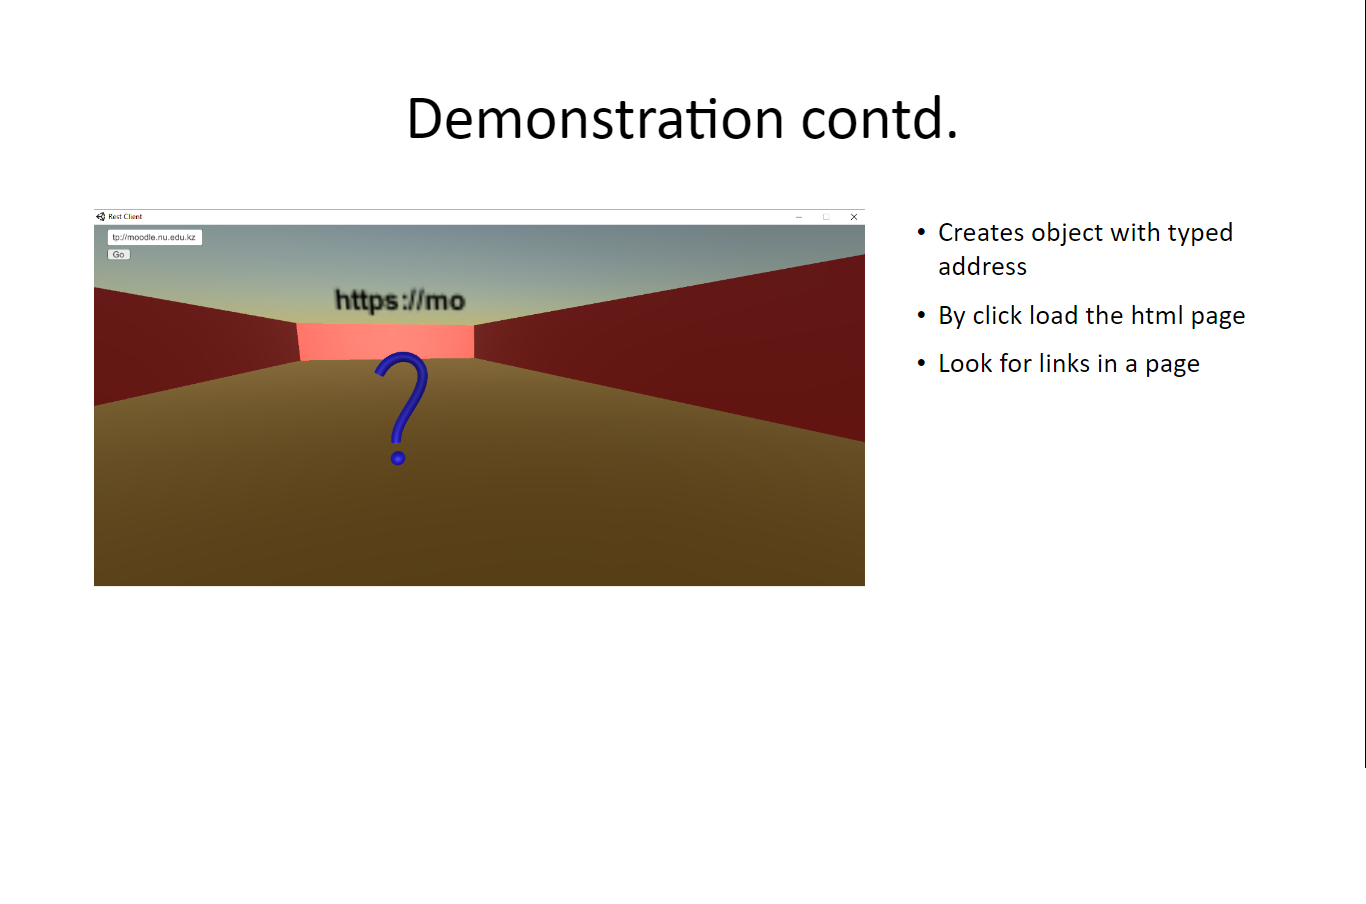 Demonstration contd.
Rest Client
tp://moodle.nu.edu.kz
Go
https://mo
?
• Creates object with typed
address
• By click load the html page
• Look for links in a page